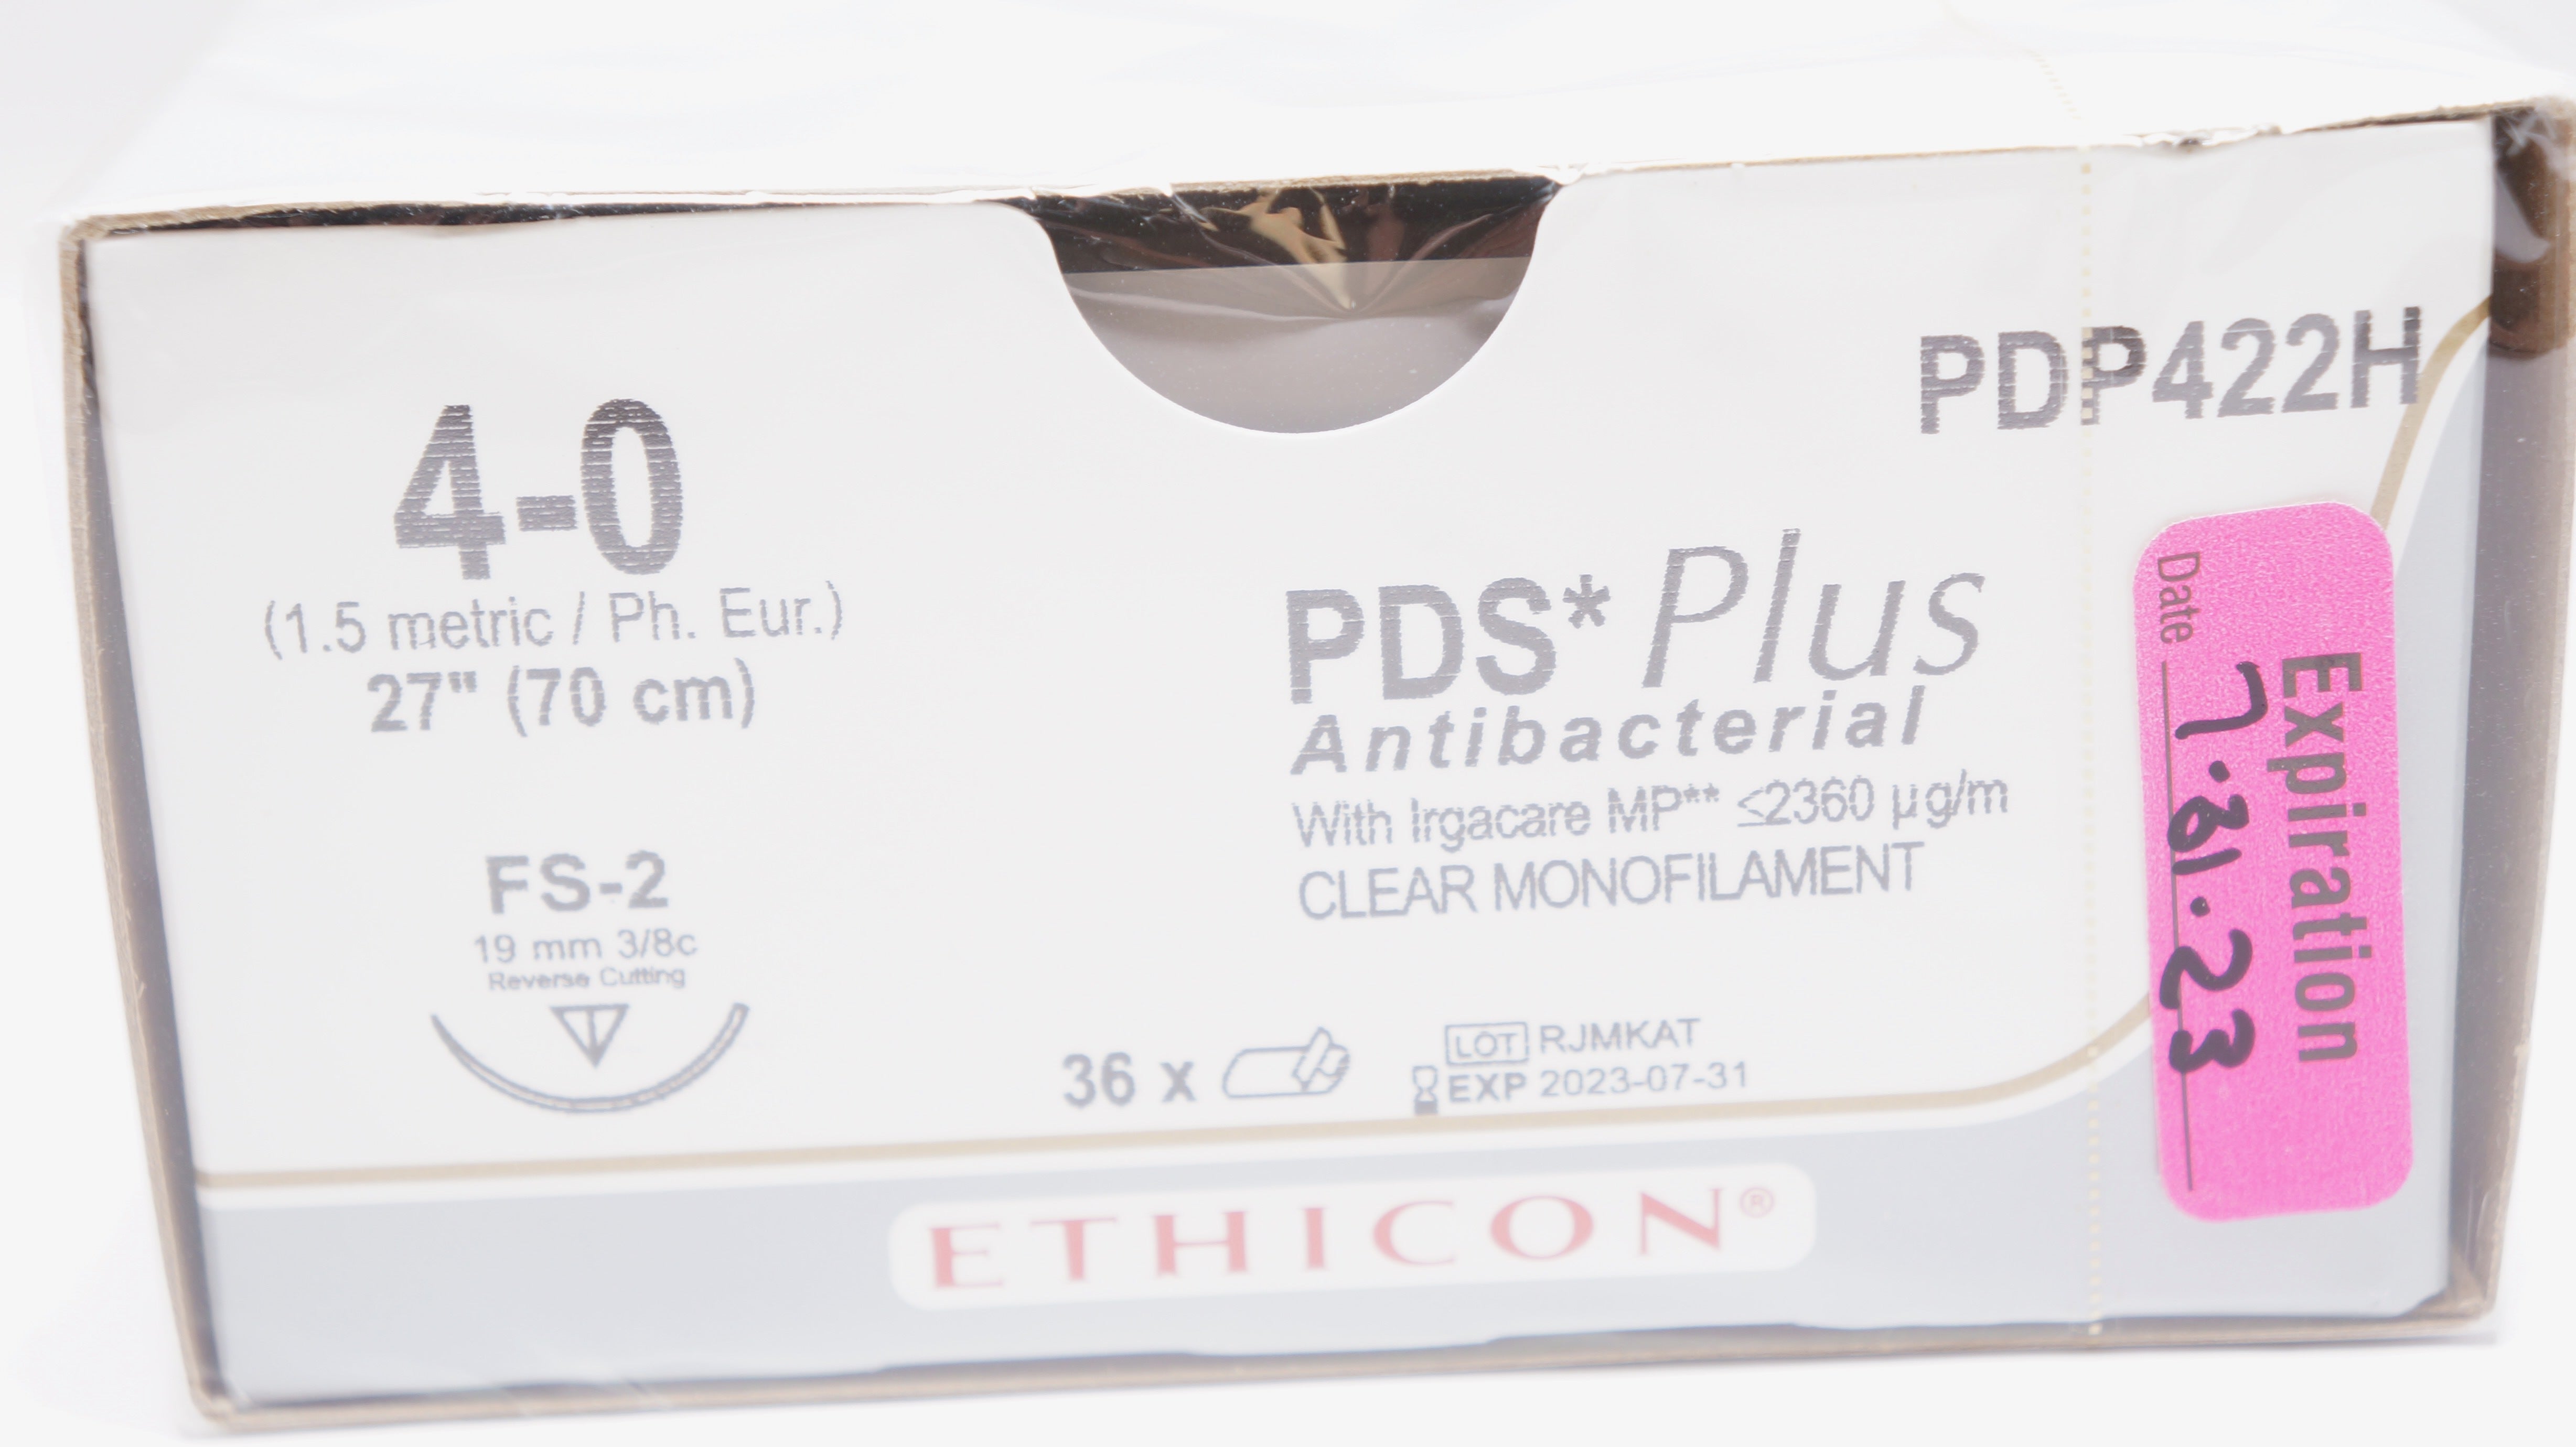 PDP422H
4-0
(1.5 metric / Ph. Eur.)
27" (70 cm)
FS-2
19 mm 3/8c
Reverse Cutting
PDS* Plus
Antibacterial
With Irgacare MP** ≤2360 µg/m
CLEAR MONOFILAMENT
36 x
LOT RJMKAT
EXP 2023-07-31
ETHICON®
Expiration
Date 7.31.23